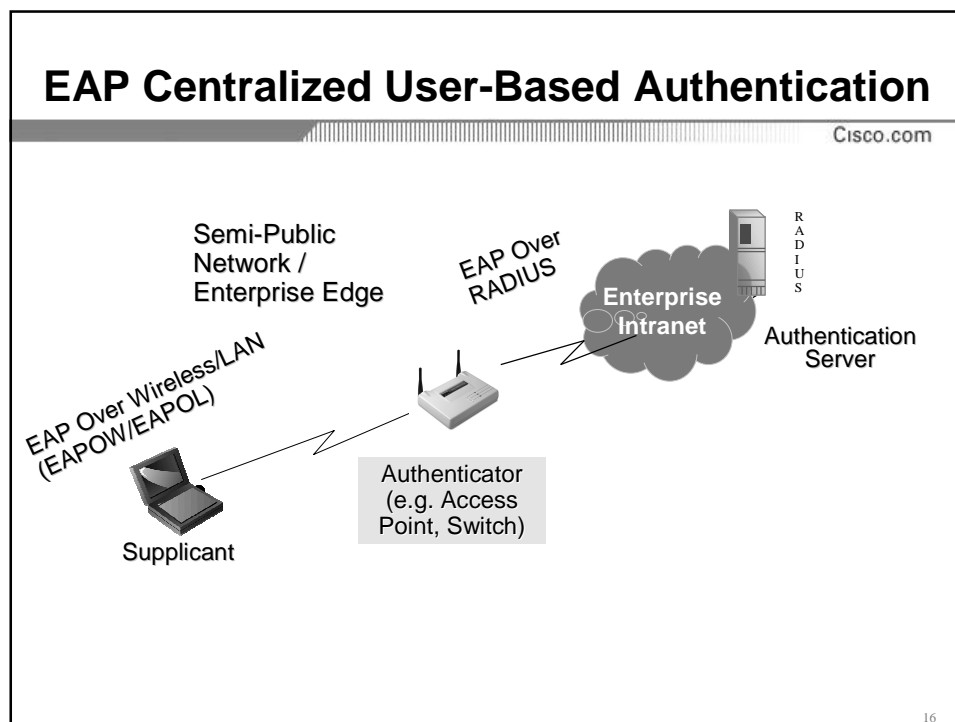 EAP Centralized User-Based Authentication
Cisco.com
Semi-Public
Network /
Enterprise Edge
EAP Over
RADIUS
Enterprise
Intranet
RADIUS
Authentication
Server
EAP Over Wireless/LAN
(EAPOW/EAPOL)
Authenticator
(e.g. Access
Point, Switch)
Supplicant
16